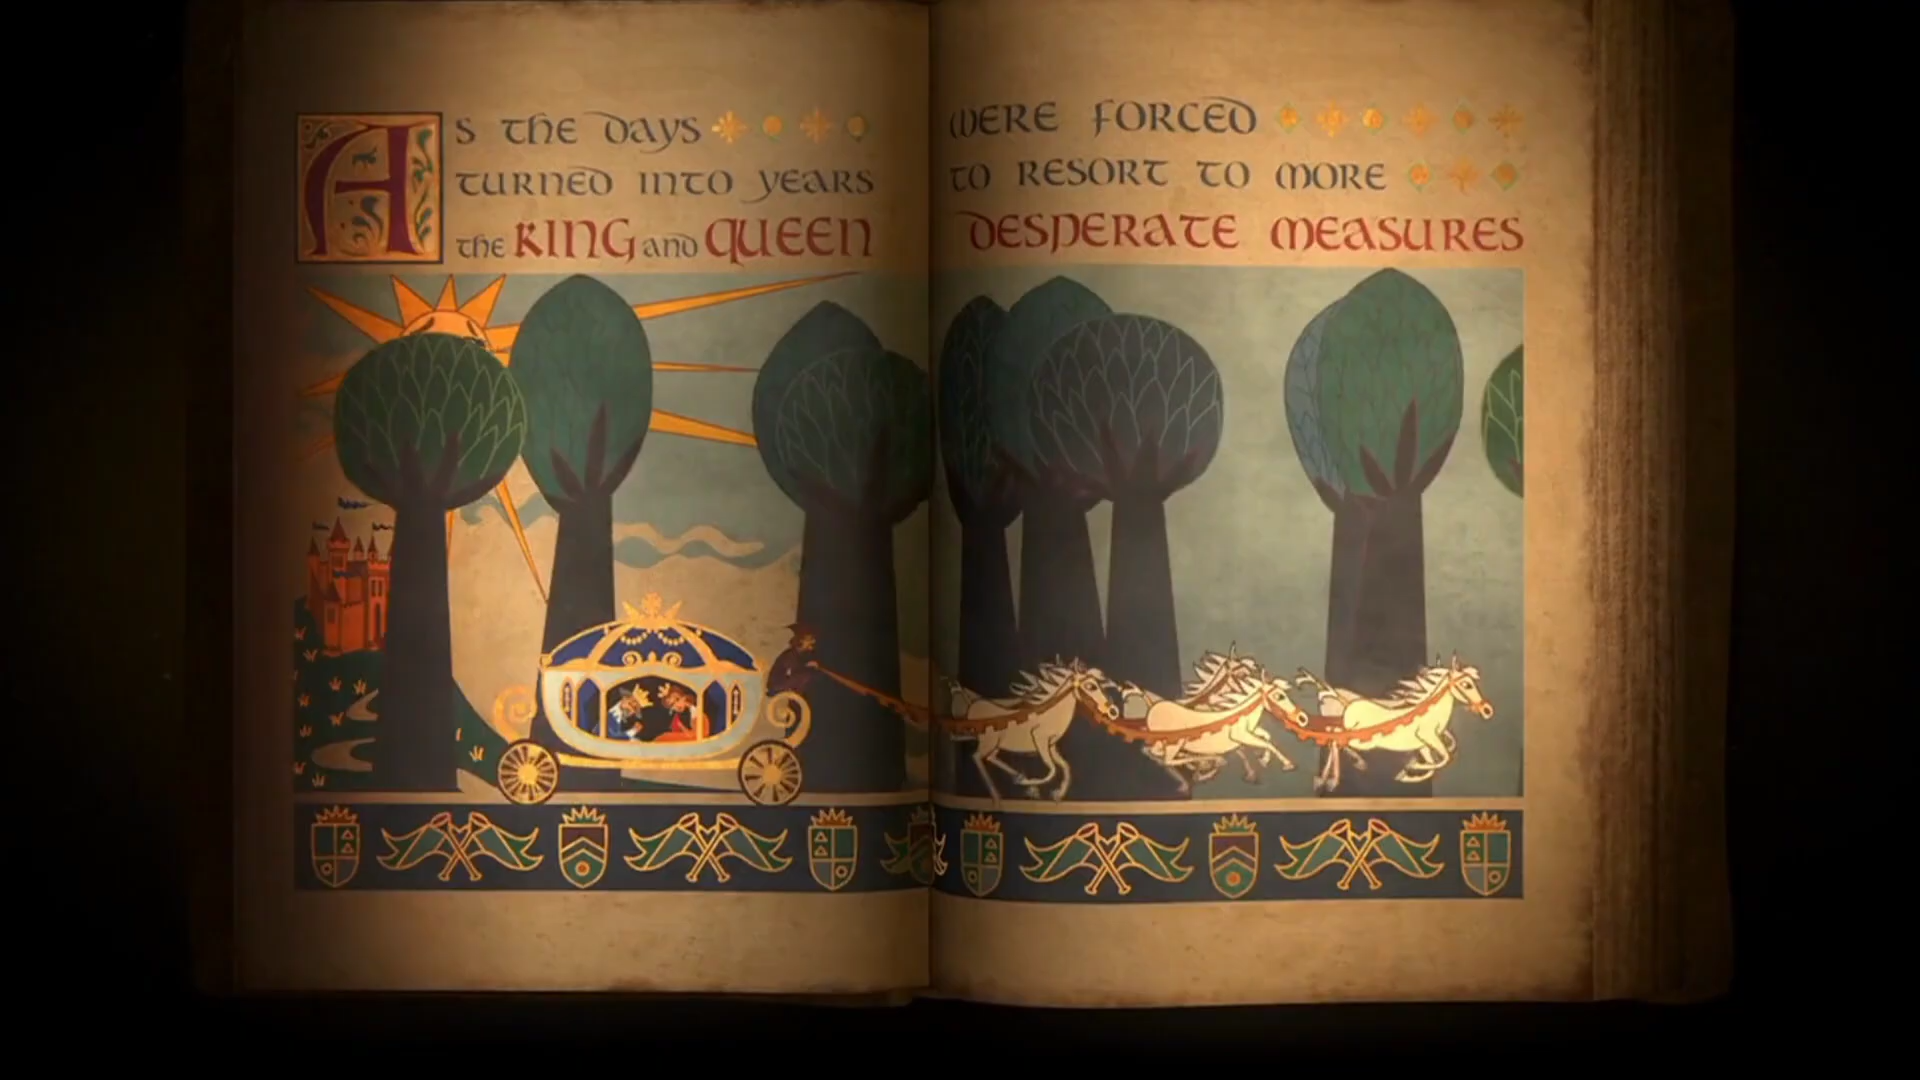 As the days
turned into years
the King and Queen
were forced
to resort to more
desperate measures